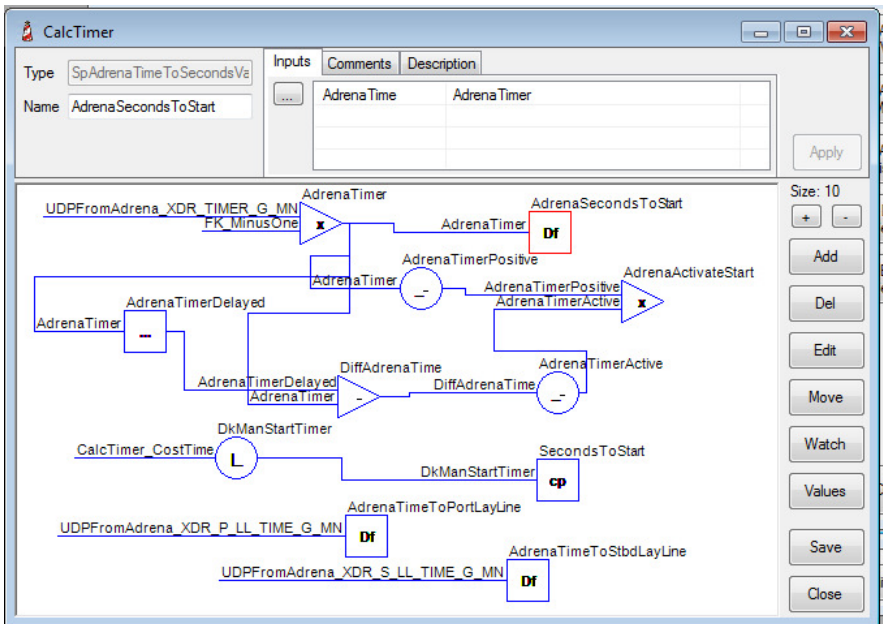 CalcTimer
Type SpAdrenaTimeToSecondsVa
Name AdrenaSecondsToStart
Inputs Comments Description
... AdrenaTime AdrenaTimer
Apply
Size: 10
+ -
Add
Del
Edit
Move
Watch
Values
Save
Close
AdrenaTimer
UDPFromAdrena_XDR_TIMER_G_MN
FK_MinusOne
x
AdrenaSecondsToStart
AdrenaTimer
Df
AdrenaTimerPositive
AdrenaTimer
_-
AdrenaActivateStart
AdrenaTimerPositive
AdrenaTimerActive
x
AdrenaTimerDelayed
AdrenaTimer
...
DiffAdrenaTime
AdrenaTimerDelayed
AdrenaTimer
-
AdrenaTimerActive
DiffAdrenaTime
_-
DkManStartTimer
CalcTimer_CostTime
L
SecondsToStart
DkManStartTimer
cp
AdrenaTimeToPortLayLine
UDPFromAdrena_XDR_P_LL_TIME_G_MN
Df
AdrenaTimeToStbdLayLine
UDPFromAdrena_XDR_S_LL_TIME_G_MN
Df